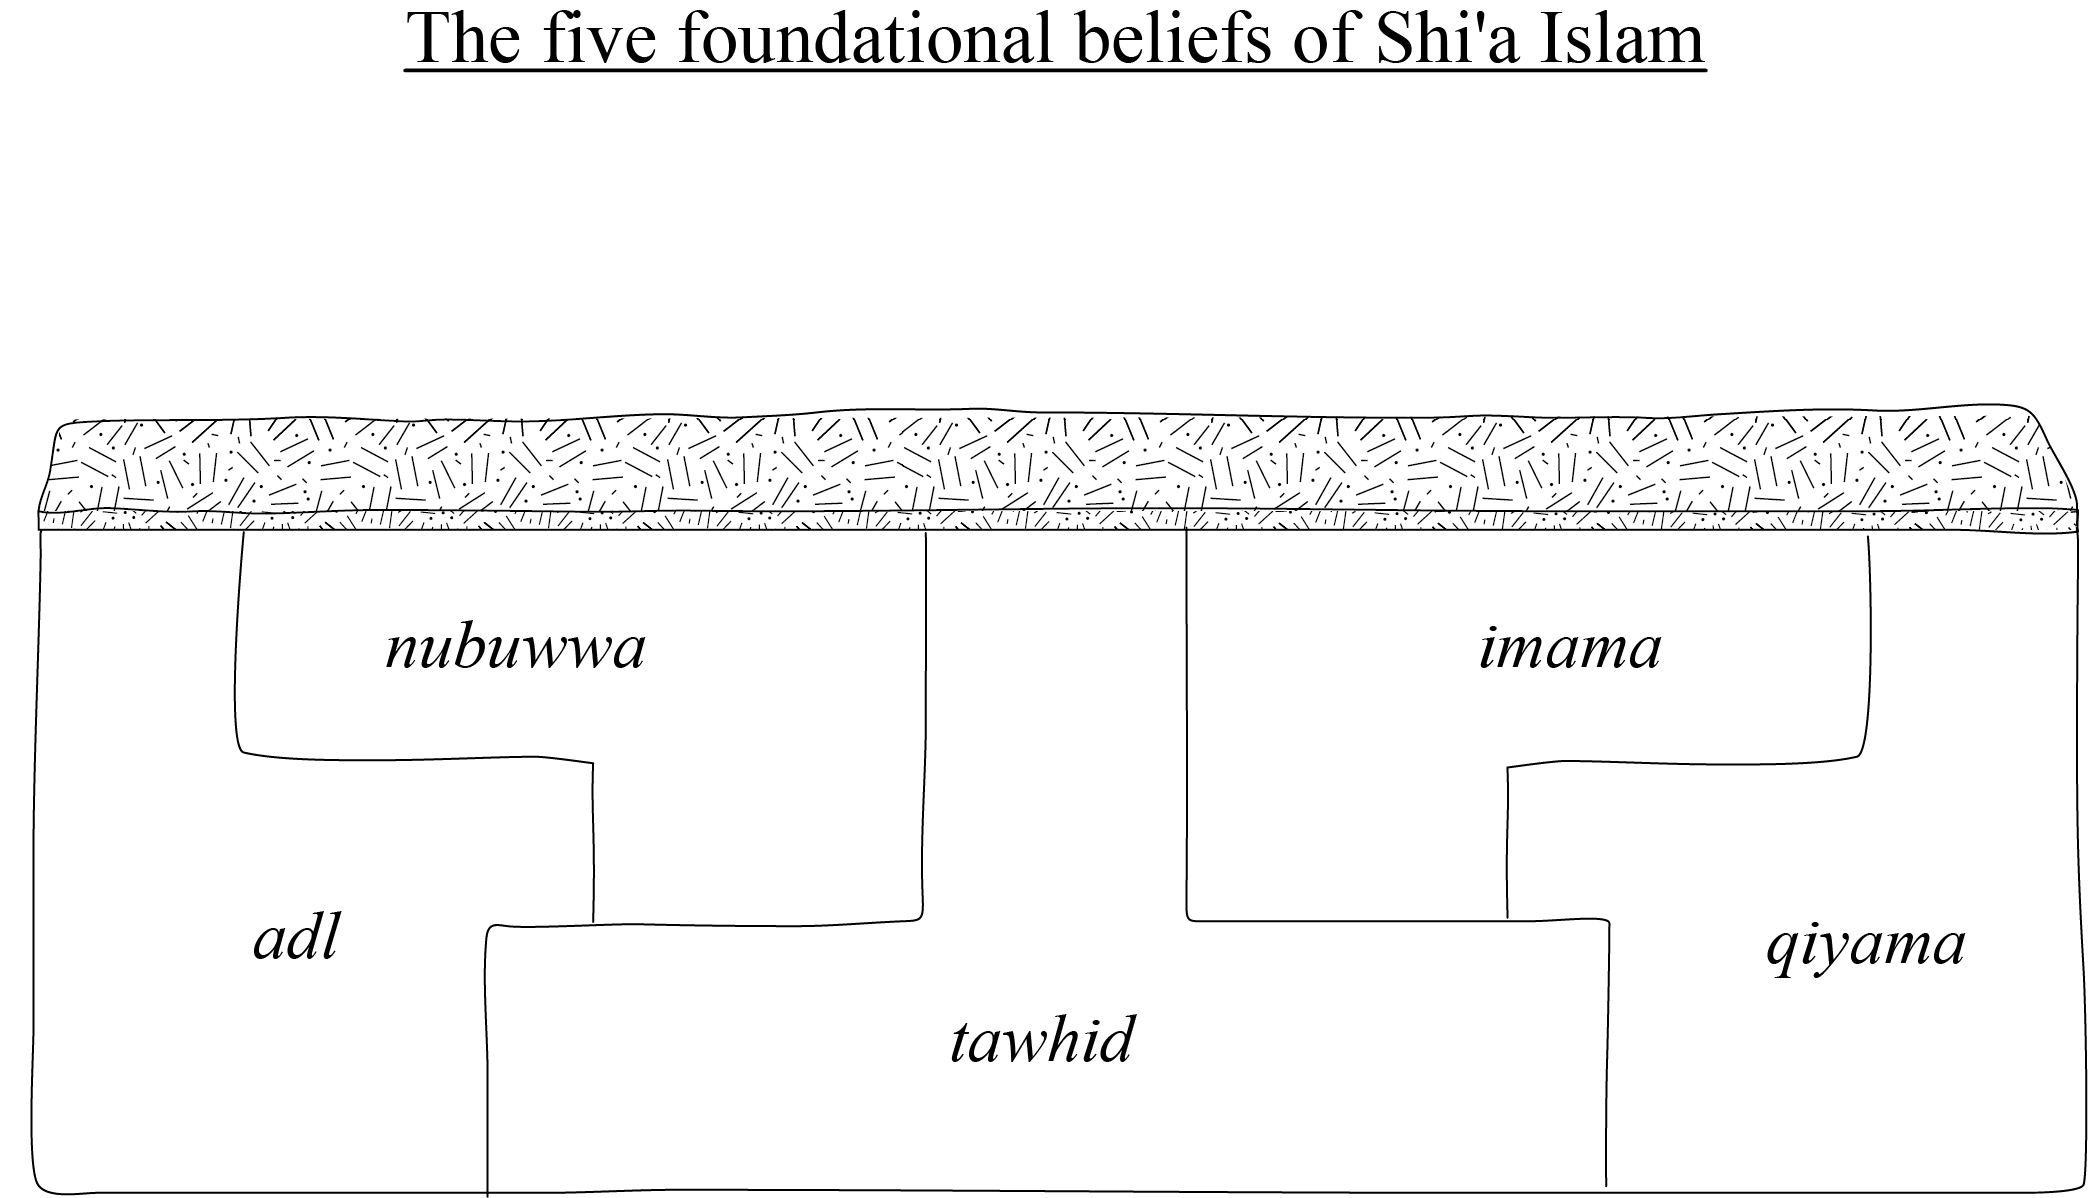 The five foundational beliefs of Shi'a Islam
nubuwwa
imama
adl
qiyama
tawhid